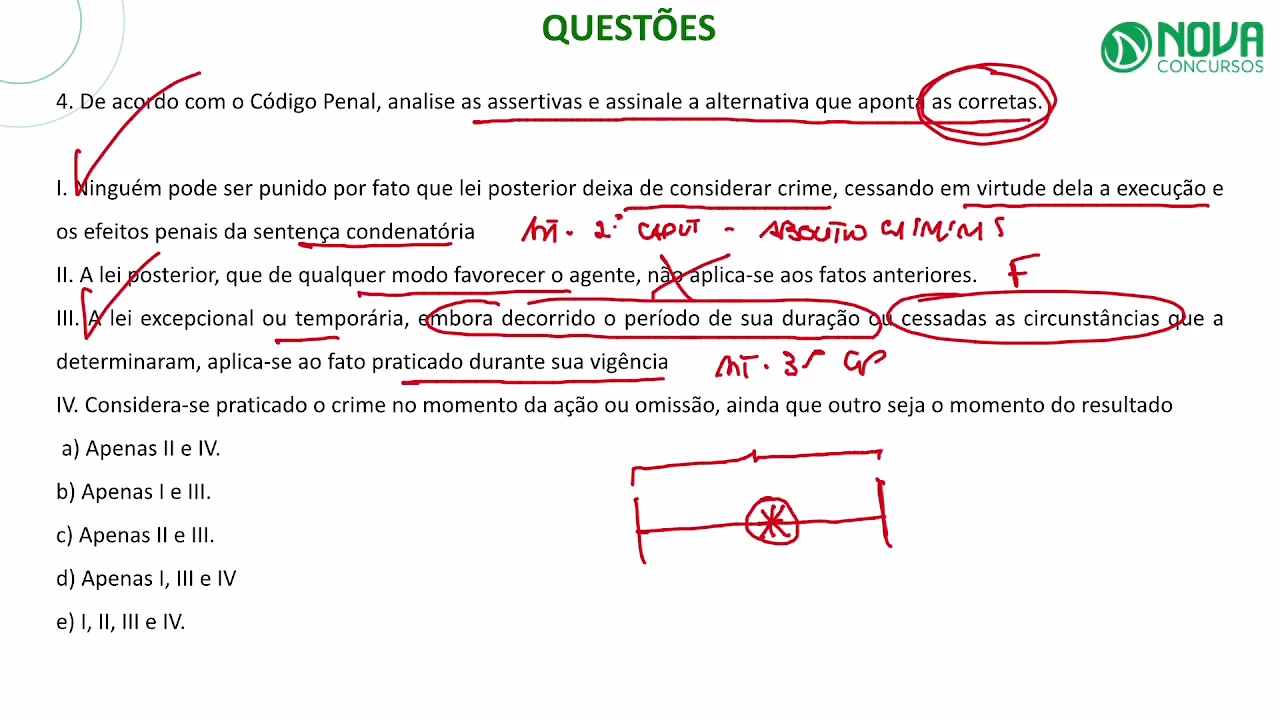 QUESTÕES
NOVA
CONCURSOS
4. De acordo com o Código Penal, analise as assertivas e assinale a alternativa que aponta as corretas.
I. Ninguém pode ser punido por fato que lei posterior deixa de considerar crime, cessando em virtude dela a execução e
os efeitos penais da sentença condenatória
ART. 2º CAPUT - ABOLITIO CRIMINIS
II. A lei posterior, que de qualquer modo favorecer o agente, não aplica-se aos fatos anteriores.
F
III. A lei excepcional ou temporária, embora decorrido o período de sua duração ou cessadas as circunstâncias que a
determinaram, aplica-se ao fato praticado durante sua vigência
ART. 3º CP
IV. Considera-se praticado o crime no momento da ação ou omissão, ainda que outro seja o momento do resultado
a) Apenas II e IV.
b) Apenas I e III.
c) Apenas II e III.
d) Apenas I, III e IV
e) I, II, III e IV.